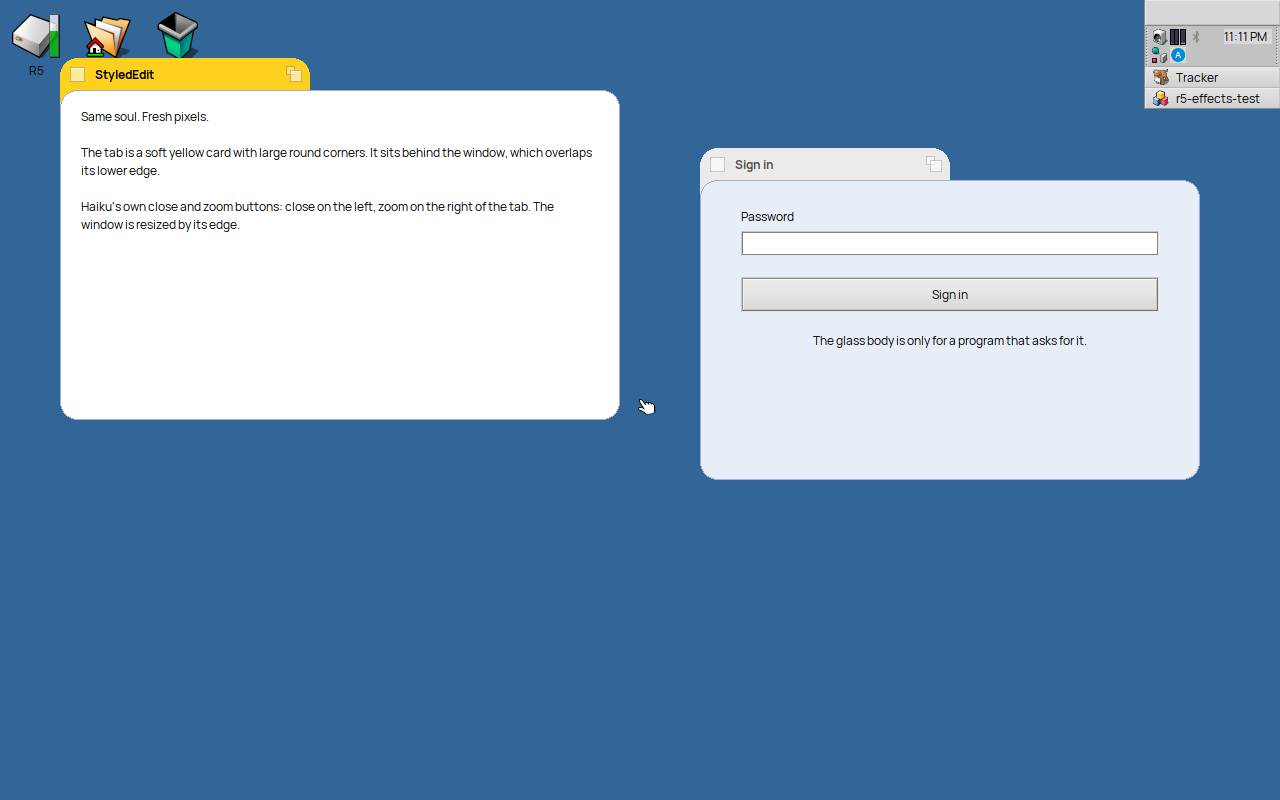 R5
StyledEdit
Same soul. Fresh pixels.
The tab is a soft yellow card with large round corners. It sits behind the window, which overlaps
its lower edge.
Haiku's own close and zoom buttons: close on the left, zoom on the right of the tab. The
window is resized by its edge.
Sign in
Password
Sign in
The glass body is only for a program that asks for it.
11:11 PM
A
Tracker
r5-effects-test